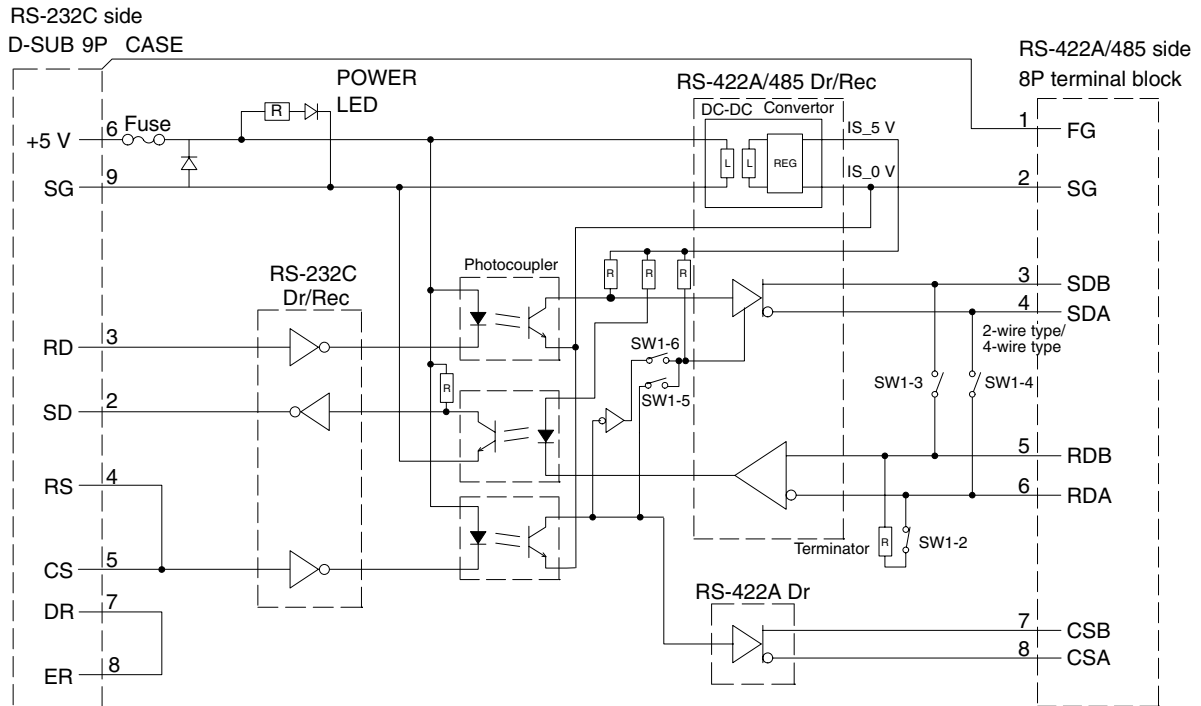 RS-232C side
D-SUB 9P CASE
RS-422A/485 side
8P terminal block
POWER
LED
RS-422A/485 Dr/Rec
DC-DC Convertor
+5 V 6 Fuse
R
L L REG
IS_5 V
1 FG
SG 9
IS_0 V
2 SG
RS-232C
Dr/Rec
Photocoupler
R R R
3 SDB
4 SDA
2-wire type/
4-wire type
RD 3
SW1-6
SW1-5
R
SW1-3 SW1-4
SD 2
5 RDB
RS 4
6 RDA
Terminator R SW1-2
CS 5
RS-422A Dr
DR 7
7 CSB
8 CSA
ER 8